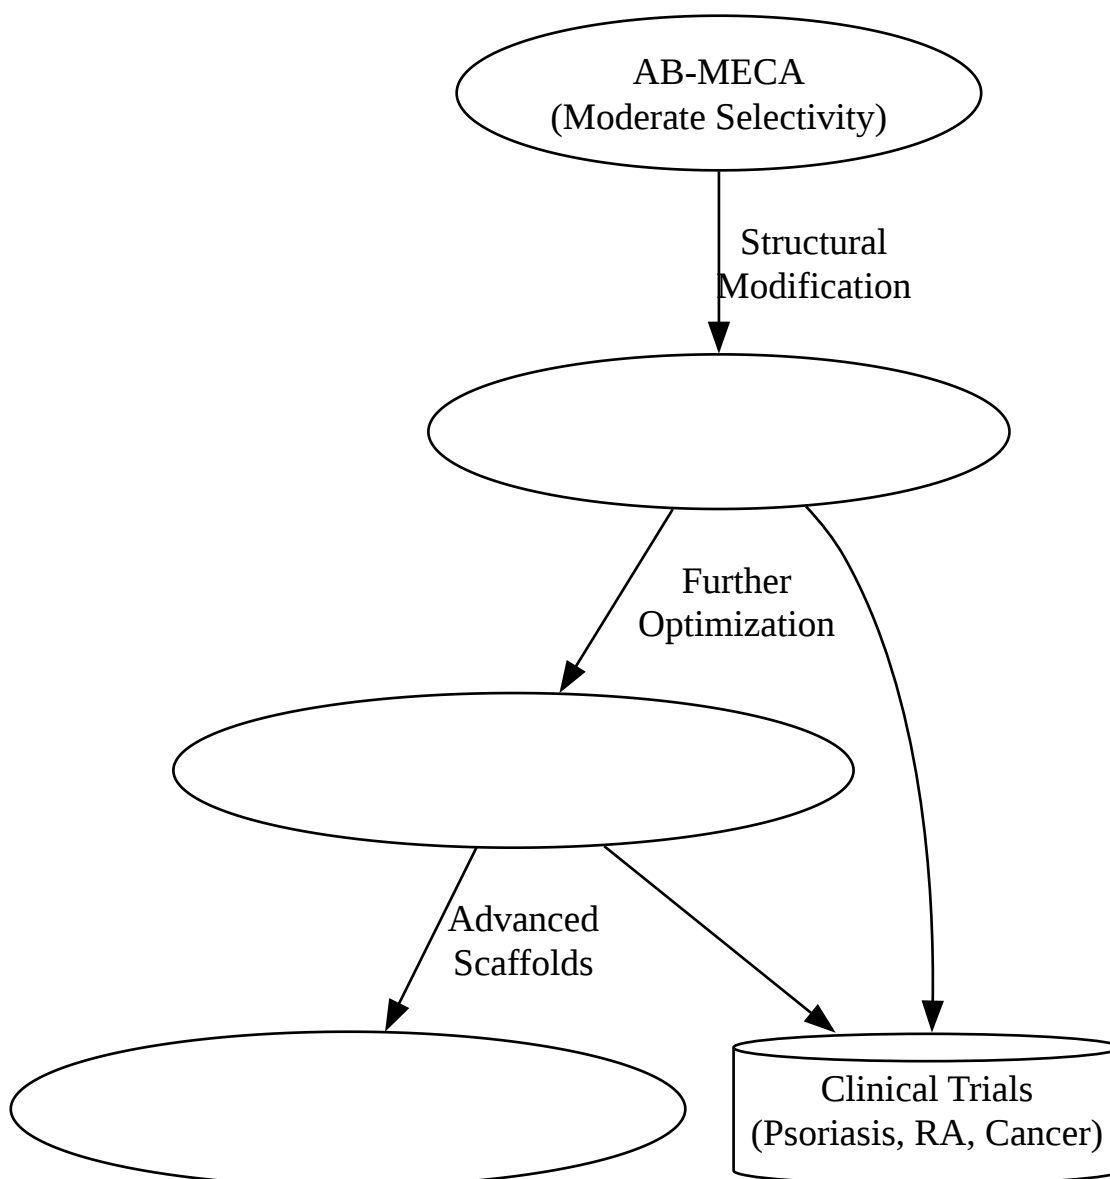 AB-MECA
(Moderate Selectivity)
Structural
Modification
Further
Optimization
Advanced
Scaffolds
Clinical Trials
(Psoriasis, RA, Cancer)